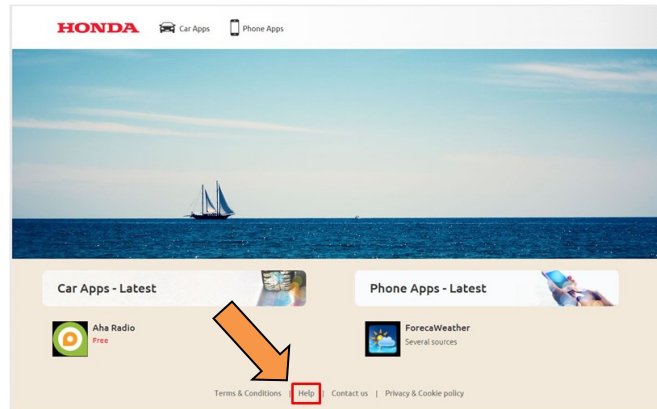 HONDA Car Apps Phone Apps
Car Apps - Latest Phone Apps - Latest
Aha Radio
Free
ForecaWeather
Several sources
Terms & Conditions | Help | Contact us | Privacy & Cookie policy